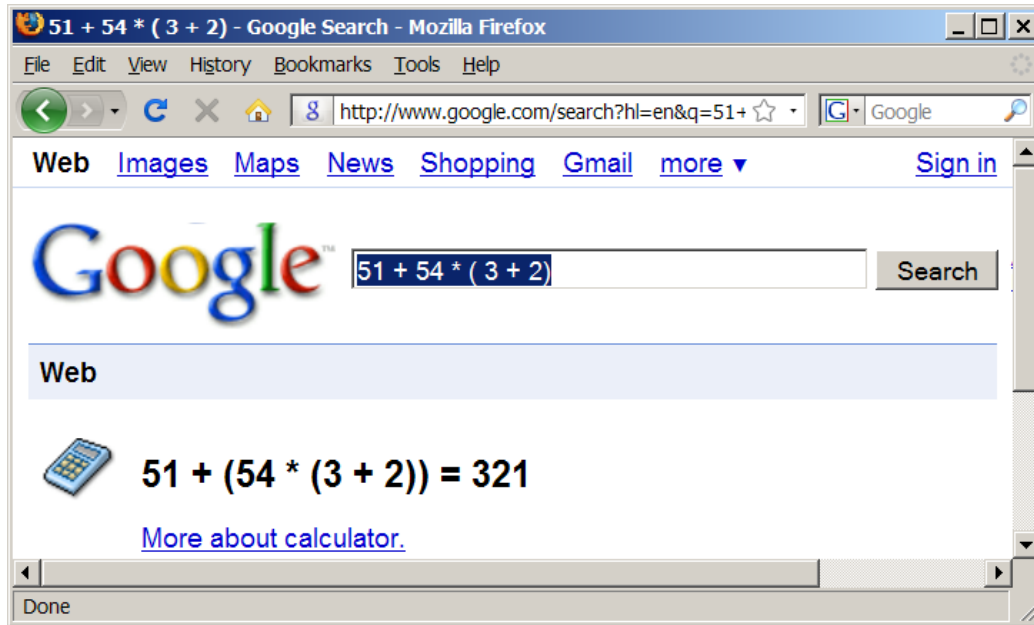 51 + 54 * ( 3 + 2) - Google Search - Mozilla Firefox
File Edit View History Bookmarks Tools Help
8 http://www.google.com/search?hl=en&q=51+ G Google
Web Images Maps News Shopping Gmail more ▼ Sign in
Google™ 51 + 54 * ( 3 + 2) Search
Web
51 + (54 * (3 + 2)) = 321
More about calculator.
Done